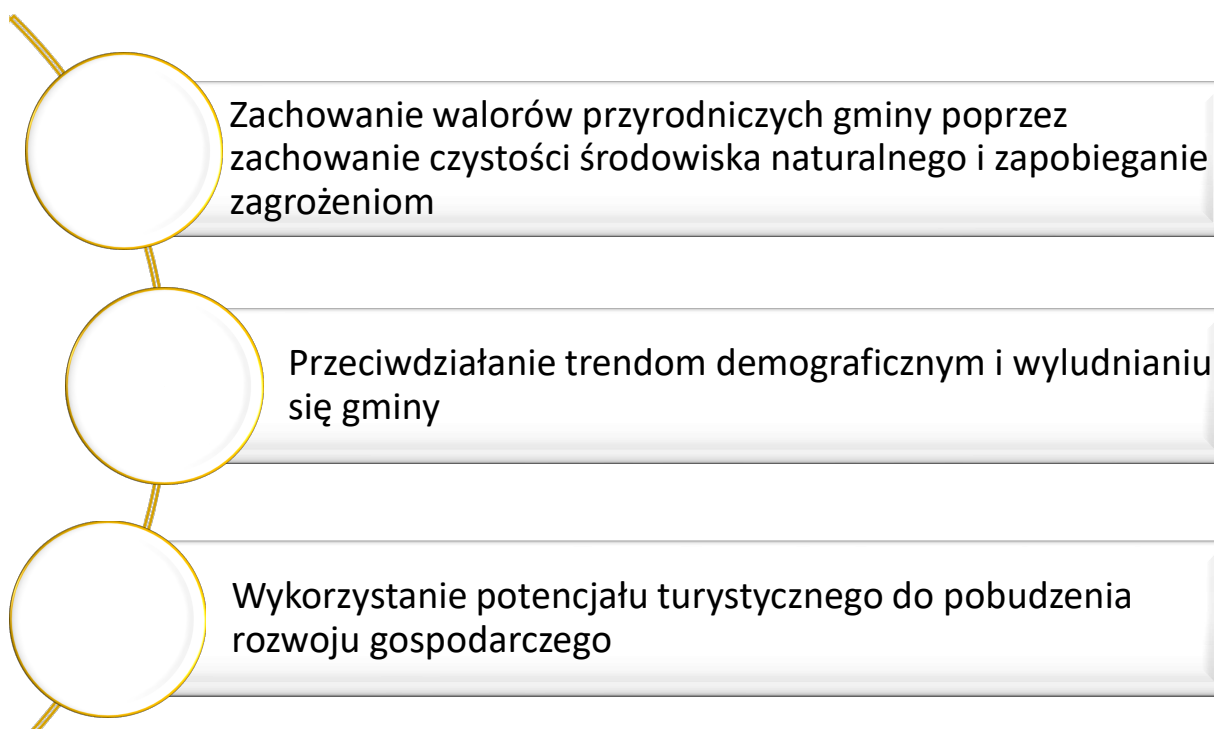 Zachowanie walorów przyrodniczych gminy poprzez
zachowanie czystości środowiska naturalnego i zapobieganie
zagrożeniom
Przeciwdziałanie trendom demograficznym i wyludnianiu
się gminy
Wykorzystanie potencjału turystycznego do pobudzenia
rozwoju gospodarczego